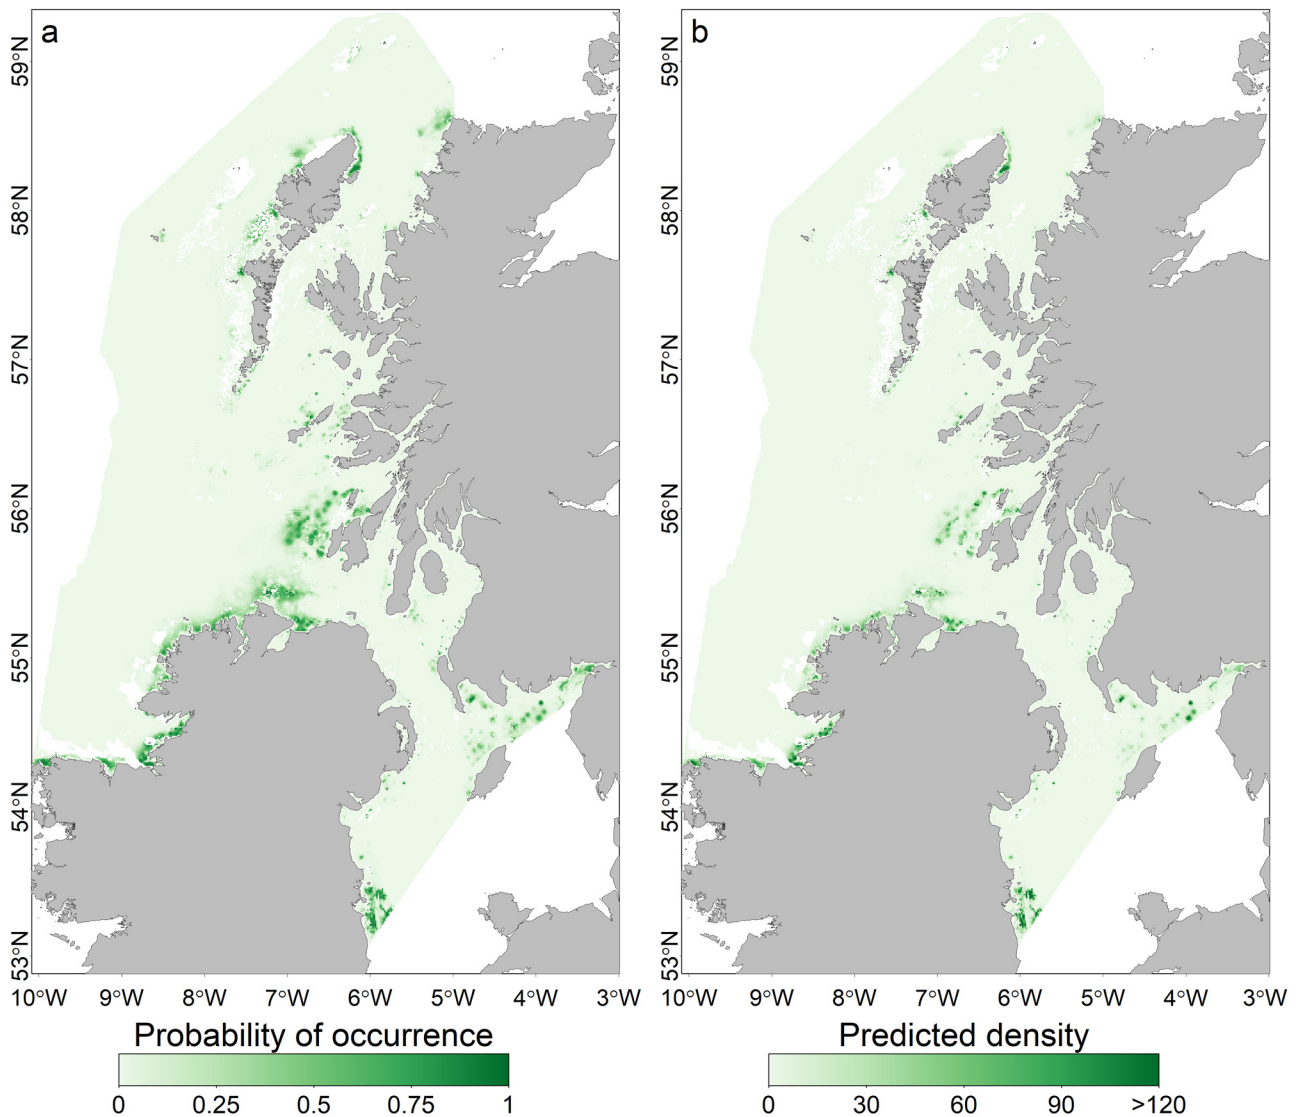 a
59°N
58°N
57°N
56°N
55°N
54°N
53°N
10°W 9°W 8°W 7°W 6°W 5°W 4°W 3°W
Probability of occurrence
0 0.25 0.5 0.75 1
b
59°N
58°N
57°N
56°N
55°N
54°N
53°N
10°W 9°W 8°W 7°W 6°W 5°W 4°W 3°W
Predicted density
0 30 60 90 >120